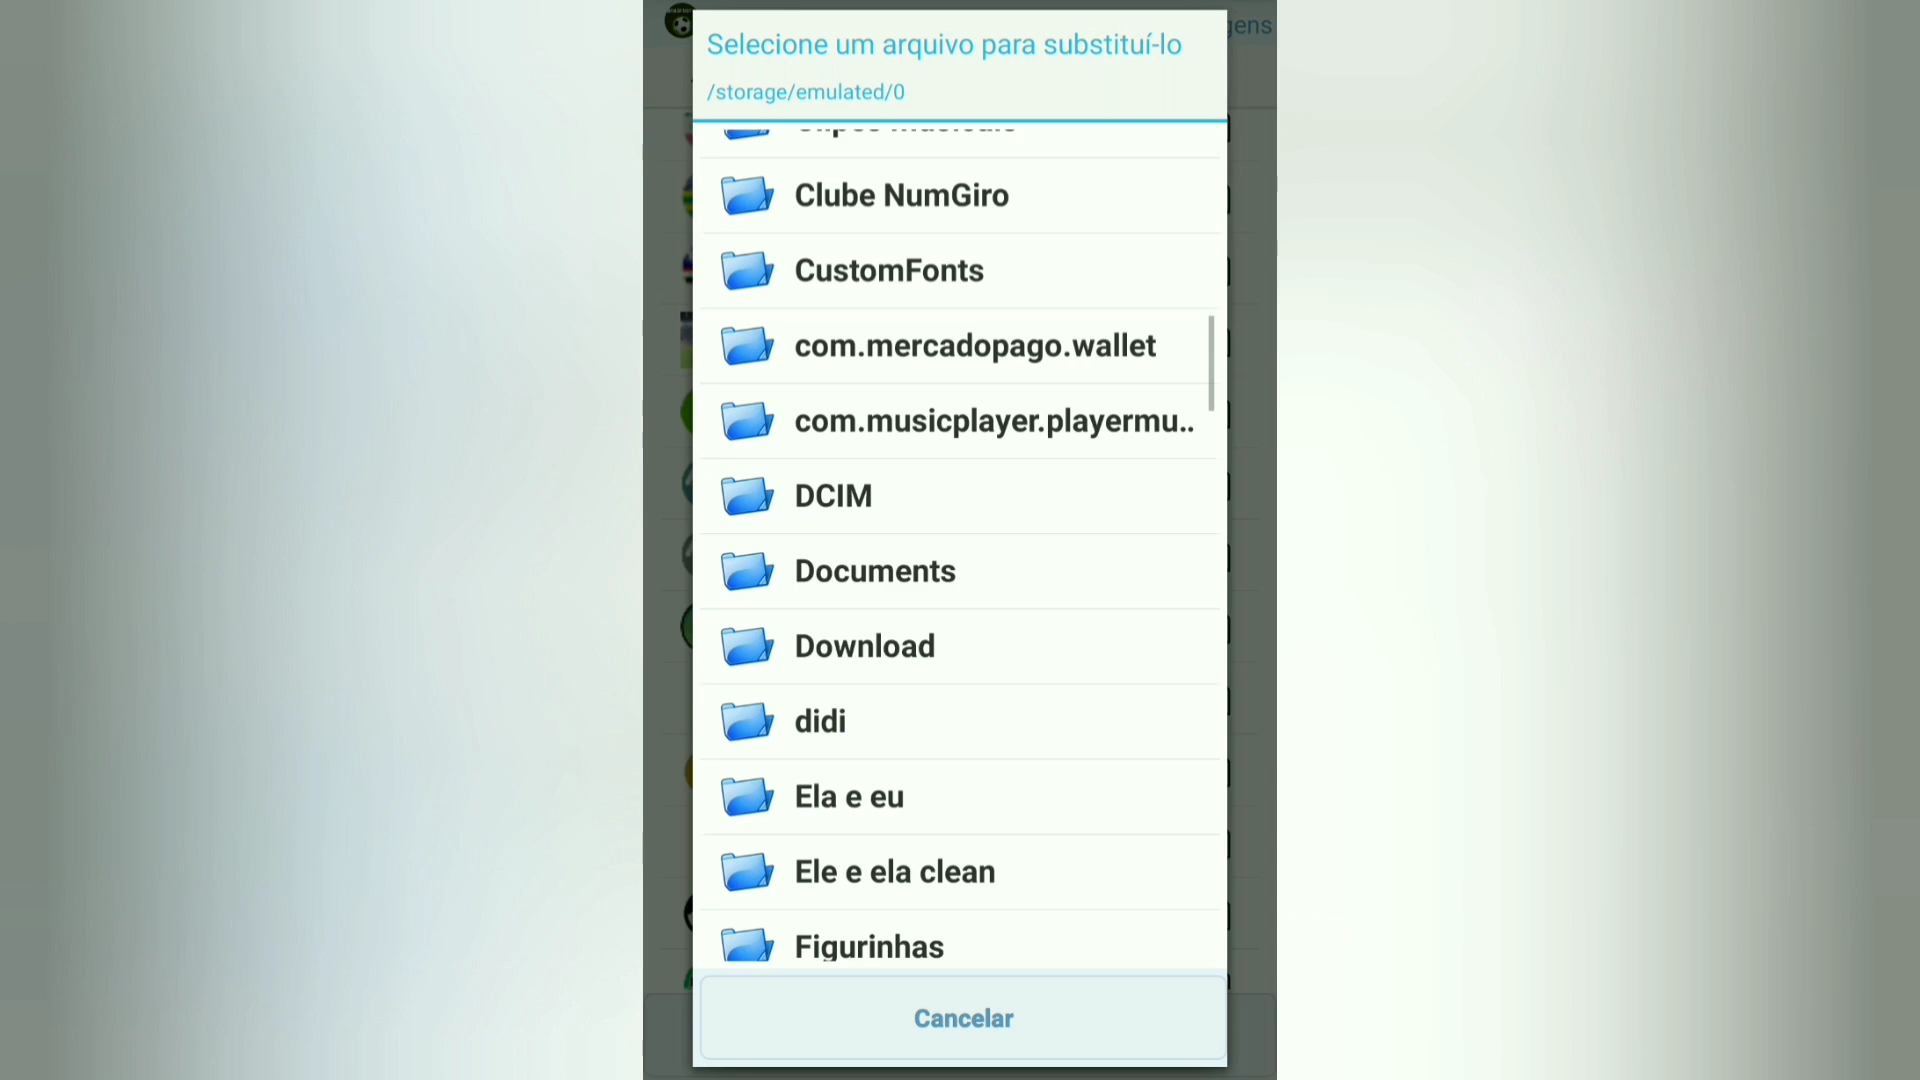 gens
Selecione um arquivo para substituí-lo
/storage/emulated/0
Clube NumGiro
CustomFonts
com.mercadopago.wallet
com.musicplayer.playermu..
DCIM
Documents
Download
didi
Ela e eu
Ele e ela clean
Figurinhas
Cancelar